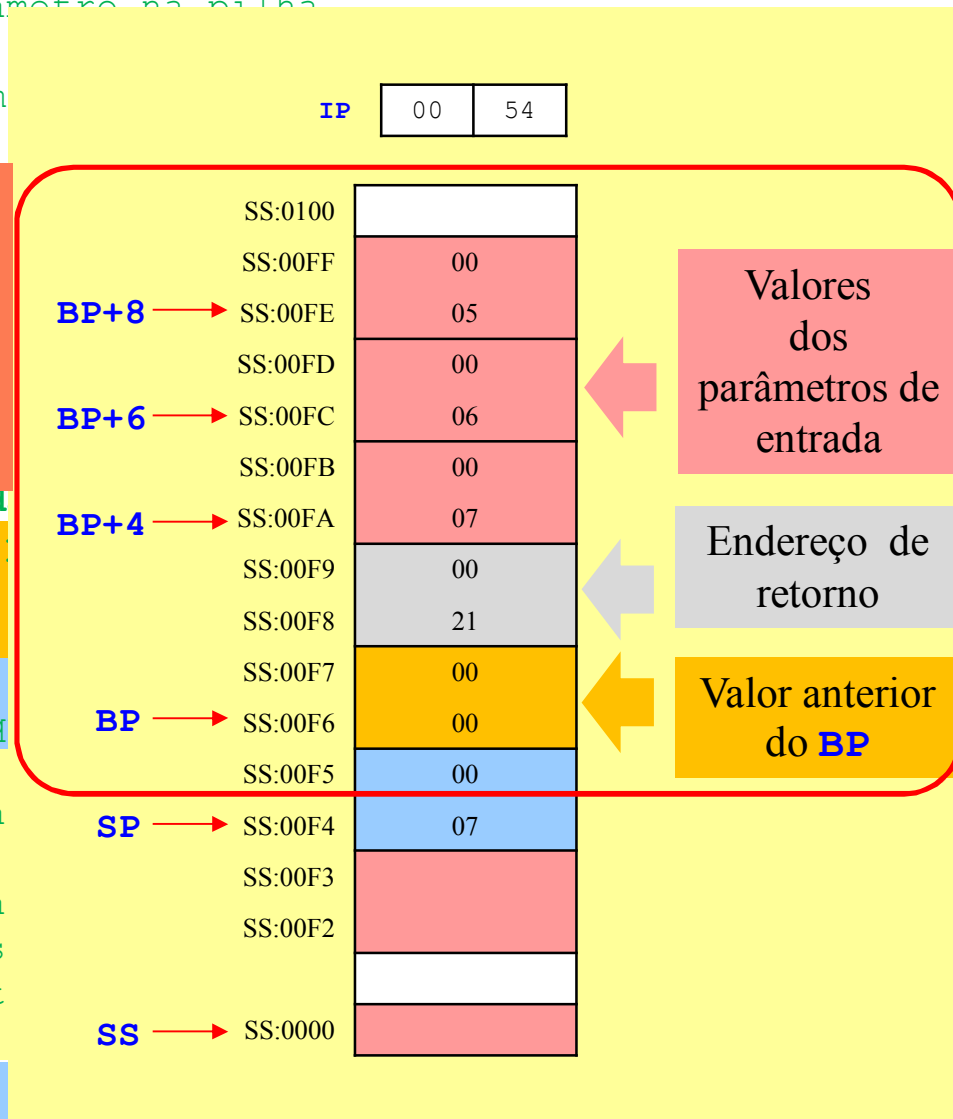 na pilha
IP 00 54
SS:0100
SS:00FF 00
BP+8 SS:00FE 05
SS:00FD 00
BP+6 SS:00FC 06
SS:00FB 00
BP+4 SS:00FA 07
SS:00F9 00
SS:00F8 21
SS:00F7 00
BP SS:00F6 00
SS:00F5 00
SP SS:00F4 07
SS:00F3
SS:00F2
SS SS:0000
Valores
dos
parâmetros de
entrada
Endereço de
retorno
Valor anterior
do BP